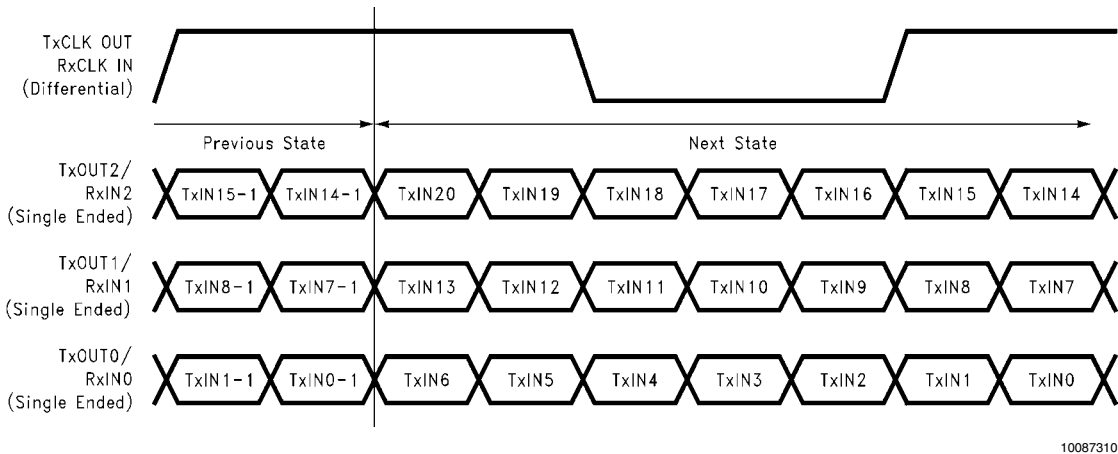 TxCLK OUT
RxCLK IN
(Differential)
Previous State
Next State
TxOUT2/
RxIN2
(Single Ended)
TxIN15-1 TxIN14-1 TxIN20 TxIN19 TxIN18 TxIN17 TxIN16 TxIN15 TxIN14
TxOUT1/
RxIN1
(Single Ended)
TxIN8-1 TxIN7-1 TxIN13 TxIN12 TxIN11 TxIN10 TxIN9 TxIN8 TxIN7
TxOUT0/
RxIN0
(Single Ended)
TxIN1-1 TxIN0-1 TxIN6 TxIN5 TxIN4 TxIN3 TxIN2 TxIN1 TxIN0
10087310